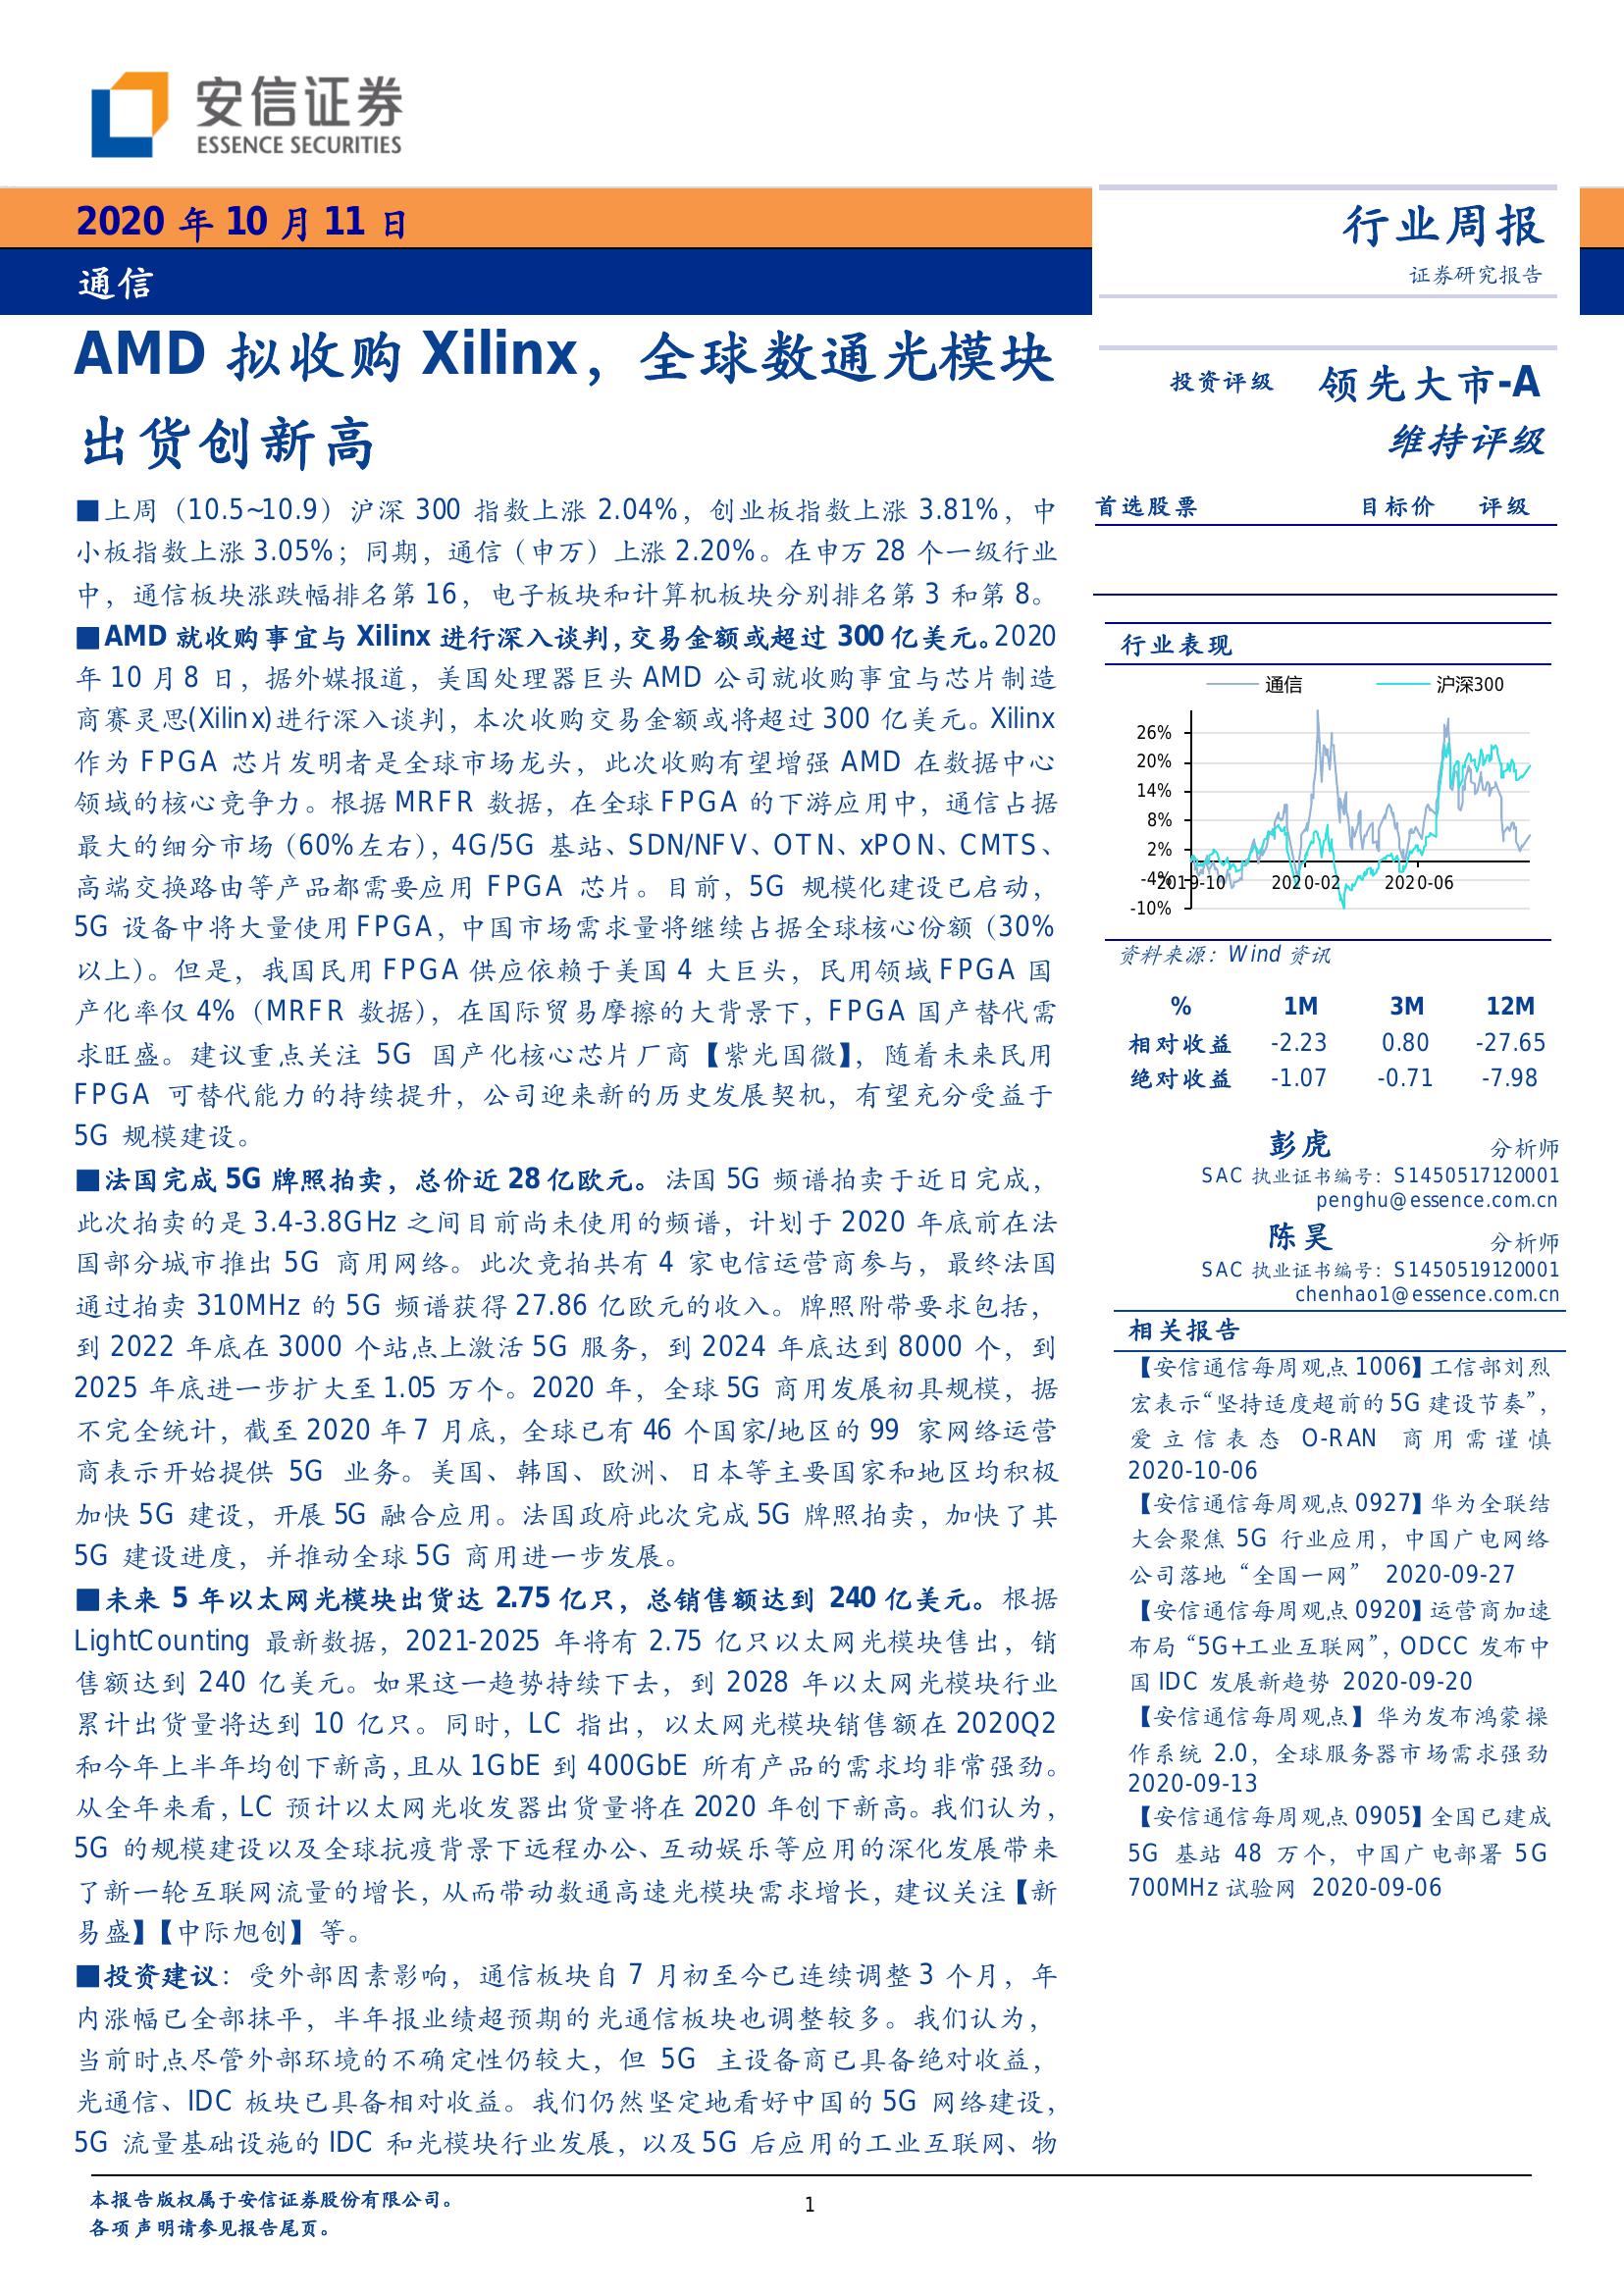 安信证券
ESSENCE SECURITIES
2020 年 10 月 11 日
通信
AMD 拟收购 Xilinx，全球数通光模块
出货创新高
■上周（10.5~10.9）沪深 300 指数上涨 2.04%，创业板指数上涨 3.81%，中
小板指数上涨 3.05%；同期，通信（申万）上涨 2.20%。在申万 28 个一级行业
中，通信板块涨跌幅排名第 16，电子板块和计算机板块分别排名第 3 和第 8。
■AMD 就收购事宜与 Xilinx 进行深入谈判，交易金额或超过 300 亿美元。2020
年 10 月 8 日，据外媒报道，美国处理器巨头 AMD 公司就收购事宜与芯片制造
商赛灵思(Xilinx)进行深入谈判，本次收购交易金额或将超过 300 亿美元。Xilinx
作为 FPGA 芯片发明者是全球市场龙头，此次收购有望增强 AMD 在数据中心
领域的核心竞争力。根据 MRFR 数据，在全球 FPGA 的下游应用中，通信占据
最大的细分市场（60%左右），4G/5G 基站、SDN/NFV、OTN、xPON、CMTS、
高端交换路由等产品都需要应用 FPGA 芯片。目前，5G 规模化建设已启动，
5G 设备中将大量使用 FPGA，中国市场需求量将继续占据全球核心份额（30%
以上）。但是，我国民用 FPGA 供应依赖于美国 4 大巨头，民用领域 FPGA 国
产化率仅 4%（MRFR 数据），在国际贸易摩擦的大背景下，FPGA 国产替代需
求旺盛。建议重点关注 5G 国产化核心芯片厂商【紫光国微】，随着未来民用
FPGA 可替代能力的持续提升，公司迎来新的历史发展契机，有望充分受益于
5G 规模建设。
■法国完成 5G 牌照拍卖，总价近 28 亿欧元。法国 5G 频谱拍卖于近日完成，
此次拍卖的是 3.4-3.8GHz 之间目前尚未使用的频谱，计划于 2020 年底前在法
国部分城市推出 5G 商用网络。此次竞拍共有 4 家电信运营商参与，最终法国
通过拍卖 310MHz 的 5G 频谱获得 27.86 亿欧元的收入。牌照附带要求包括，
到 2022 年底在 3000 个站点上激活 5G 服务，到 2024 年底达到 8000 个，到
2025 年底进一步扩大至 1.05 万个。2020 年，全球 5G 商用发展初具规模，据
不完全统计，截至 2020 年 7 月底，全球已有 46 个国家/地区的 99 家网络运营
商表示开始提供 5G 业务。美国、韩国、欧洲、日本等主要国家和地区均积极
加快 5G 建设，开展 5G 融合应用。法国政府此次完成 5G 牌照拍卖，加快了其
5G 建设进度，并推动全球 5G 商用进一步发展。
■未来 5 年以太网光模块出货达 2.75 亿只，总销售额达到 240 亿美元。根据
LightCounting 最新数据，2021-2025 年将有 2.75 亿只以太网光模块售出，销
售额达到 240 亿美元。如果这一趋势持续下去，到 2028 年以太网光模块行业
累计出货量将达到 10 亿只。同时，LC 指出，以太网光模块销售额在 2020Q2
和今年上半年均创下新高，且从 1GbE 到 400GbE 所有产品的需求均非常强劲。
从全年来看，LC 预计以太网光收发器出货量将在 2020 年创下新高。我们认为，
5G 的规模建设以及全球抗疫背景下远程办公、互动娱乐等应用的深化发展带来
了新一轮互联网流量的增长，从而带动数通高速光模块需求增长，建议关注【新
易盛】【中际旭创】等。
■投资建议：受外部因素影响，通信板块自 7 月初至今已连续调整 3 个月，年
内涨幅已全部抹平，半年报业绩超预期的光通信板块也调整较多。我们认为，
当前时点尽管外部环境的不确定性仍较大，但 5G 主设备商已具备绝对收益，
光通信、IDC 板块已具备相对收益。我们仍然坚定地看好中国的 5G 网络建设，
5G 流量基础设施的 IDC 和光模块行业发展，以及 5G 后应用的工业互联网、物
行业周报
证券研究报告
投资评级 领先大市-A
维持评级
首选股票 目标价 评级
行业表现
通信 沪深300
26%
20%
14%
8%
2%
-4%
-10%
2019-10 2020-02 2020-06
资料来源：Wind 资讯
% 1M 3M 12M
相对收益 -2.23 0.80 -27.65
绝对收益 -1.07 -0.71 -7.98
彭虎 分析师
SAC 执业证书编号：S1450517120001
penghu@essence.com.cn
陈昊 分析师
SAC 执业证书编号：S1450519120001
chenhao1@essence.com.cn
相关报告
【安信通信每周观点 1006】工信部刘烈
宏表示“坚持适度超前的 5G 建设节奏”，
爱立信表态 O-RAN 商用需谨慎
2020-10-06
【安信通信每周观点 0927】华为全联结
大会聚焦 5G 行业应用，中国广电网络
公司落地“全国一网” 2020-09-27
【安信通信每周观点 0920】运营商加速
布局“5G+工业互联网”，ODCC 发布中
国 IDC 发展新趋势 2020-09-20
【安信通信每周观点】华为发布鸿蒙操
作系统 2.0，全球服务器市场需求强劲
2020-09-13
【安信通信每周观点 0905】全国已建成
5G 基站 48 万个，中国广电部署 5G
700MHz 试验网 2020-09-06
本报告版权属于安信证券股份有限公司。
各项声明请参见报告尾页。
1